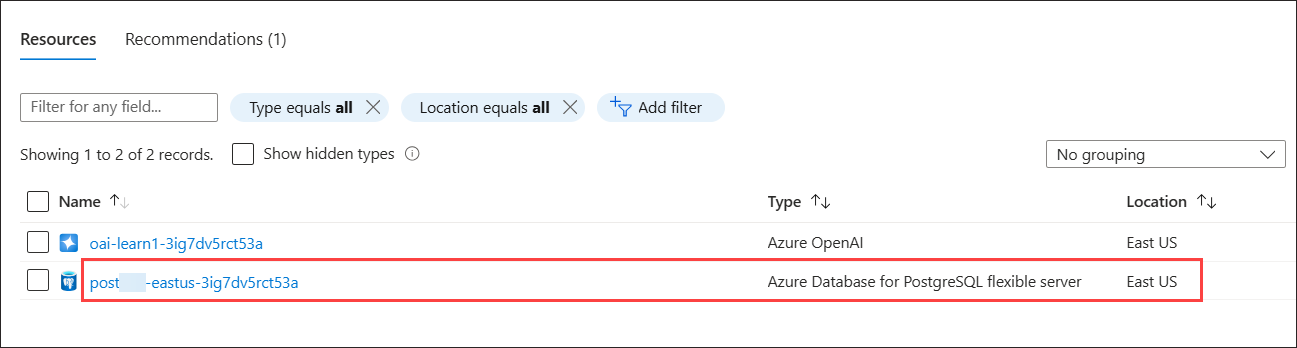 Resources Recommendations (1)
Filter for any field... Type equals all Location equals all Add filter
Showing 1 to 2 of 2 records. Show hidden types No grouping
Name Type Location
oai-learn1-3ig7dv5rct53a Azure OpenAI East US
post -eastus-3ig7dv5rct53a Azure Database for PostgreSQL flexible server East US